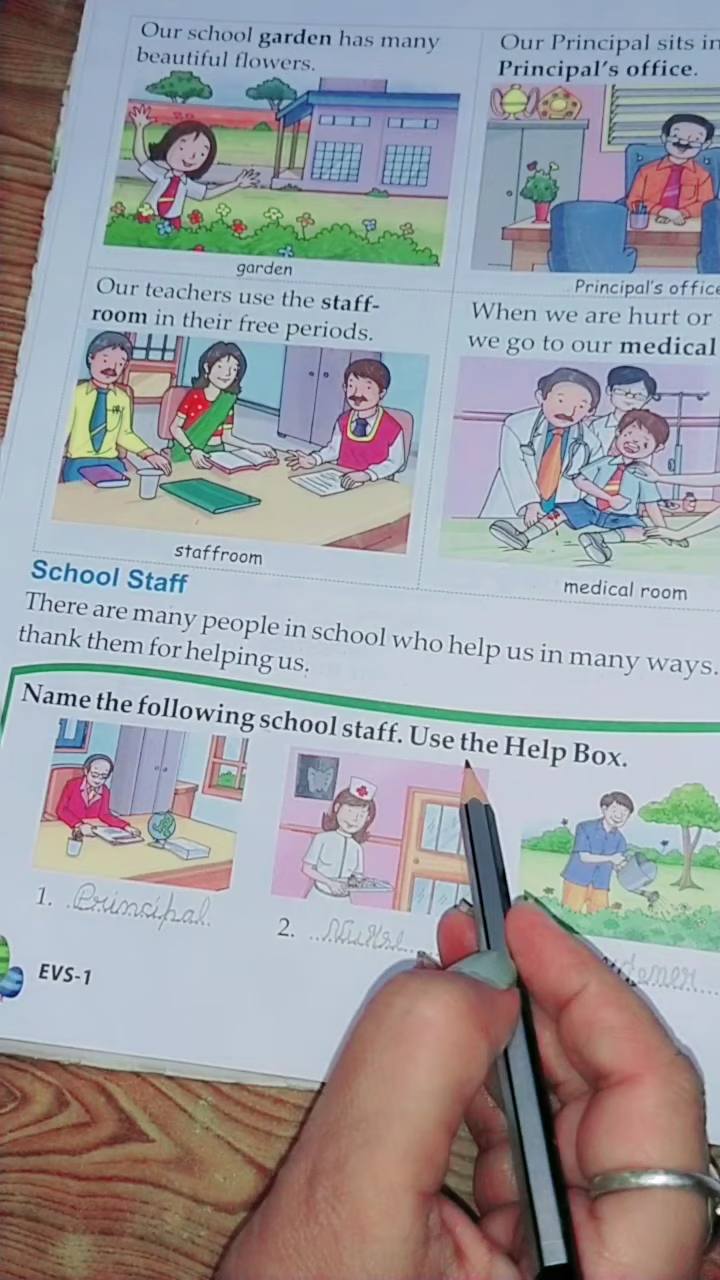 Our school garden has many
beautiful flowers.
garden
Our Principal sits in
Principal's office.
Principal's office
Our teachers use the staff-
room in their free periods.
staffroom
When we are hurt or
we go to our medical
medical room
School Staff
There are many people in school who help us in many ways.
thank them for helping us.
Name the following school staff. Use the Help Box.
1. Principal
2. Nurse
EVS-1